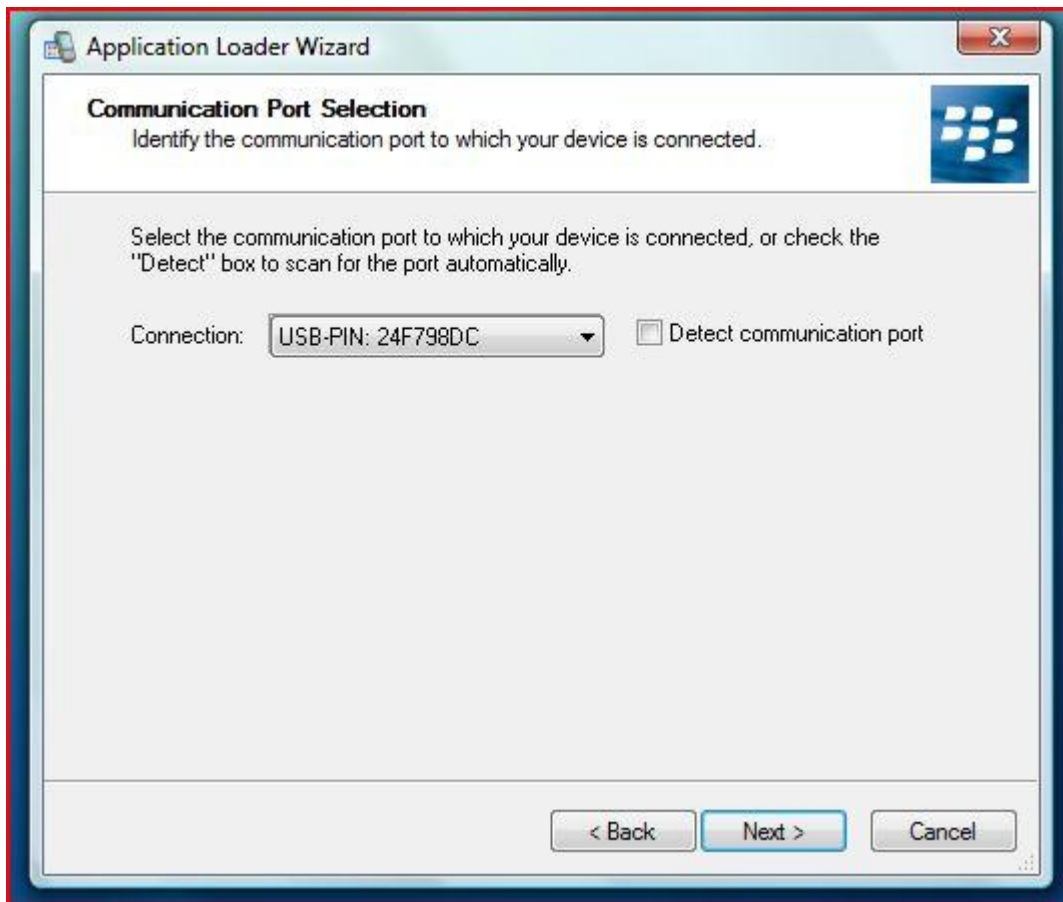 Application Loader Wizard
Communication Port Selection
Identify the communication port to which your device is connected.
Select the communication port to which your device is connected, or check the
"Detect" box to scan for the port automatically.
Connection: USB-PIN: 24F798DC Detect communication port
< Back Next > Cancel